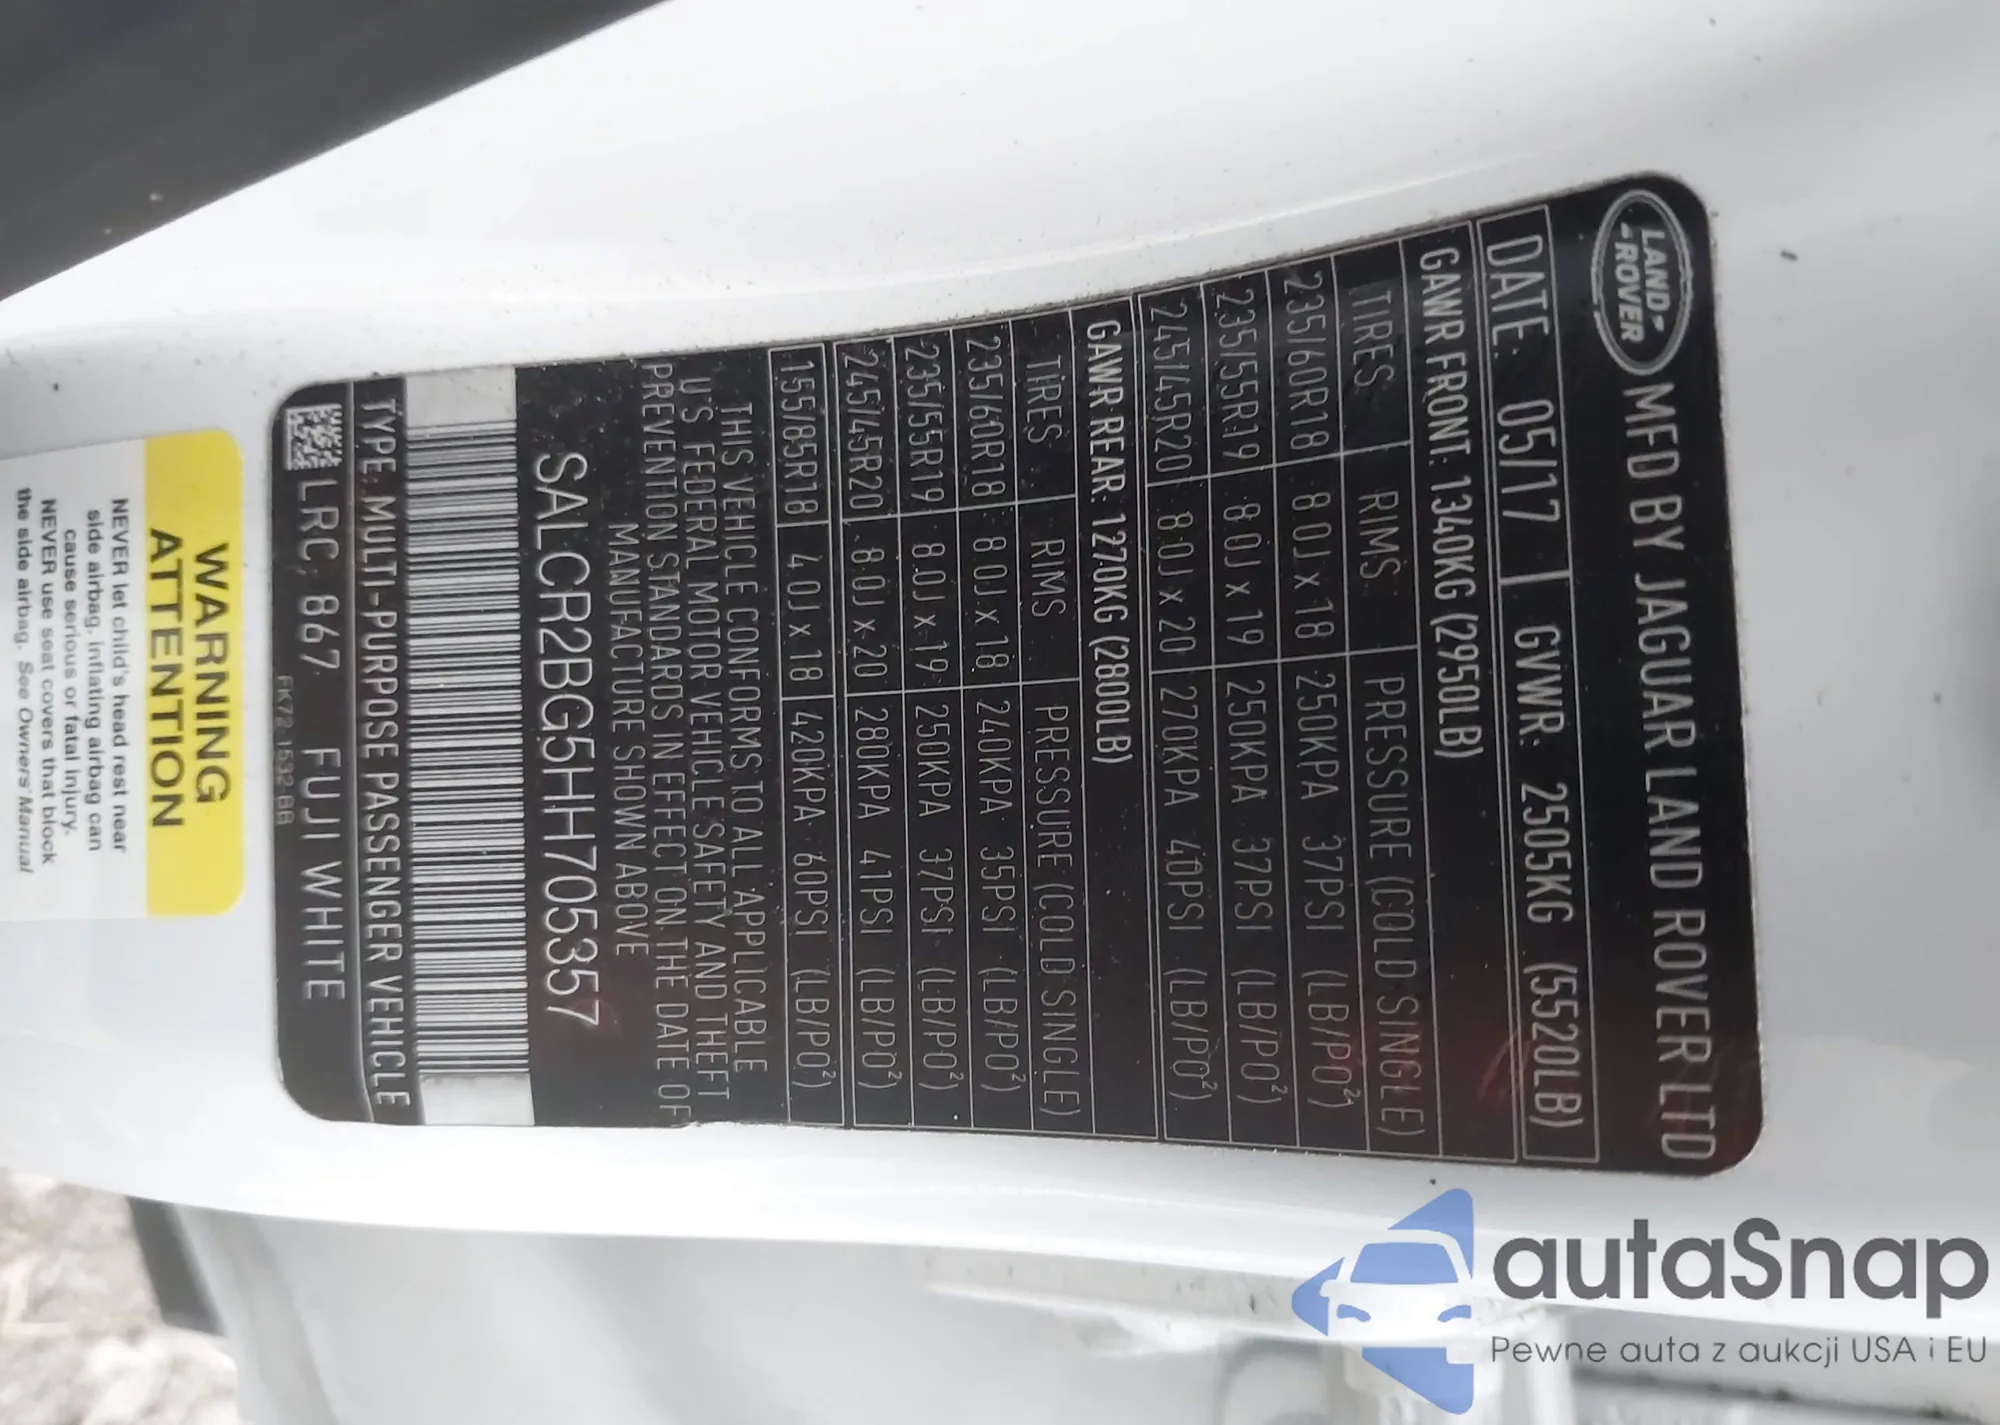 LAND-
-ROVER
MFD BY JAGUAR LAND ROVER LTD
DATE: 05/17 GVWR: 2505KG (5520LB)
GAWR FRONT: 1340KG (2950LB)
TIRES RIMS PRESSURE (COLD SINGLE)
235/60R18 8.0J x 18 250KPA 37PSI (LB/PO²)
235/55R19 8.0J x 19 250KPA 37PSI (LB/PO²)
245/45R20 8.0J x 20 270KPA 40PSI (LB/PO²)
GAWR REAR: 1270KG (2800LB)
TIRES RIMS PRESSURE (COLD SINGLE)
235/60R18 8.0J x 18 240KPA 35PSI (LB/PO²)
235/55R19 8.0J x 19 250KPA 37PSI (LB/PO²)
245/45R20 8.0J x 20 280KPA 41PSI (LB/PO²)
155/85R18 4.0J x 18 420KPA 60PSI (LB/PO²)
THIS VEHICLE CONFORMS TO ALL APPLICABLE
U'S FEDERAL MOTOR VEHICLE SAFETY AND THEFT
PREVENTION STANDARDS IN EFFECT ON THE DATE OF
MANUFACTURE SHOWN ABOVE
SALCR2BG5HH705357
TYPE: MULTI-PURPOSE PASSENGER VEHICLE
LRC; 867 FUJI WHITE
FK72 1532 BB
WARNING
ATTENTION
NEVER let child's head rest near
side airbag, inflating airbag can
cause serious or fatal injury.
NEVER use seat covers that block
the side airbag. See Owners' Manual
autaSnap
Pewne auta z aukcji USA i EU